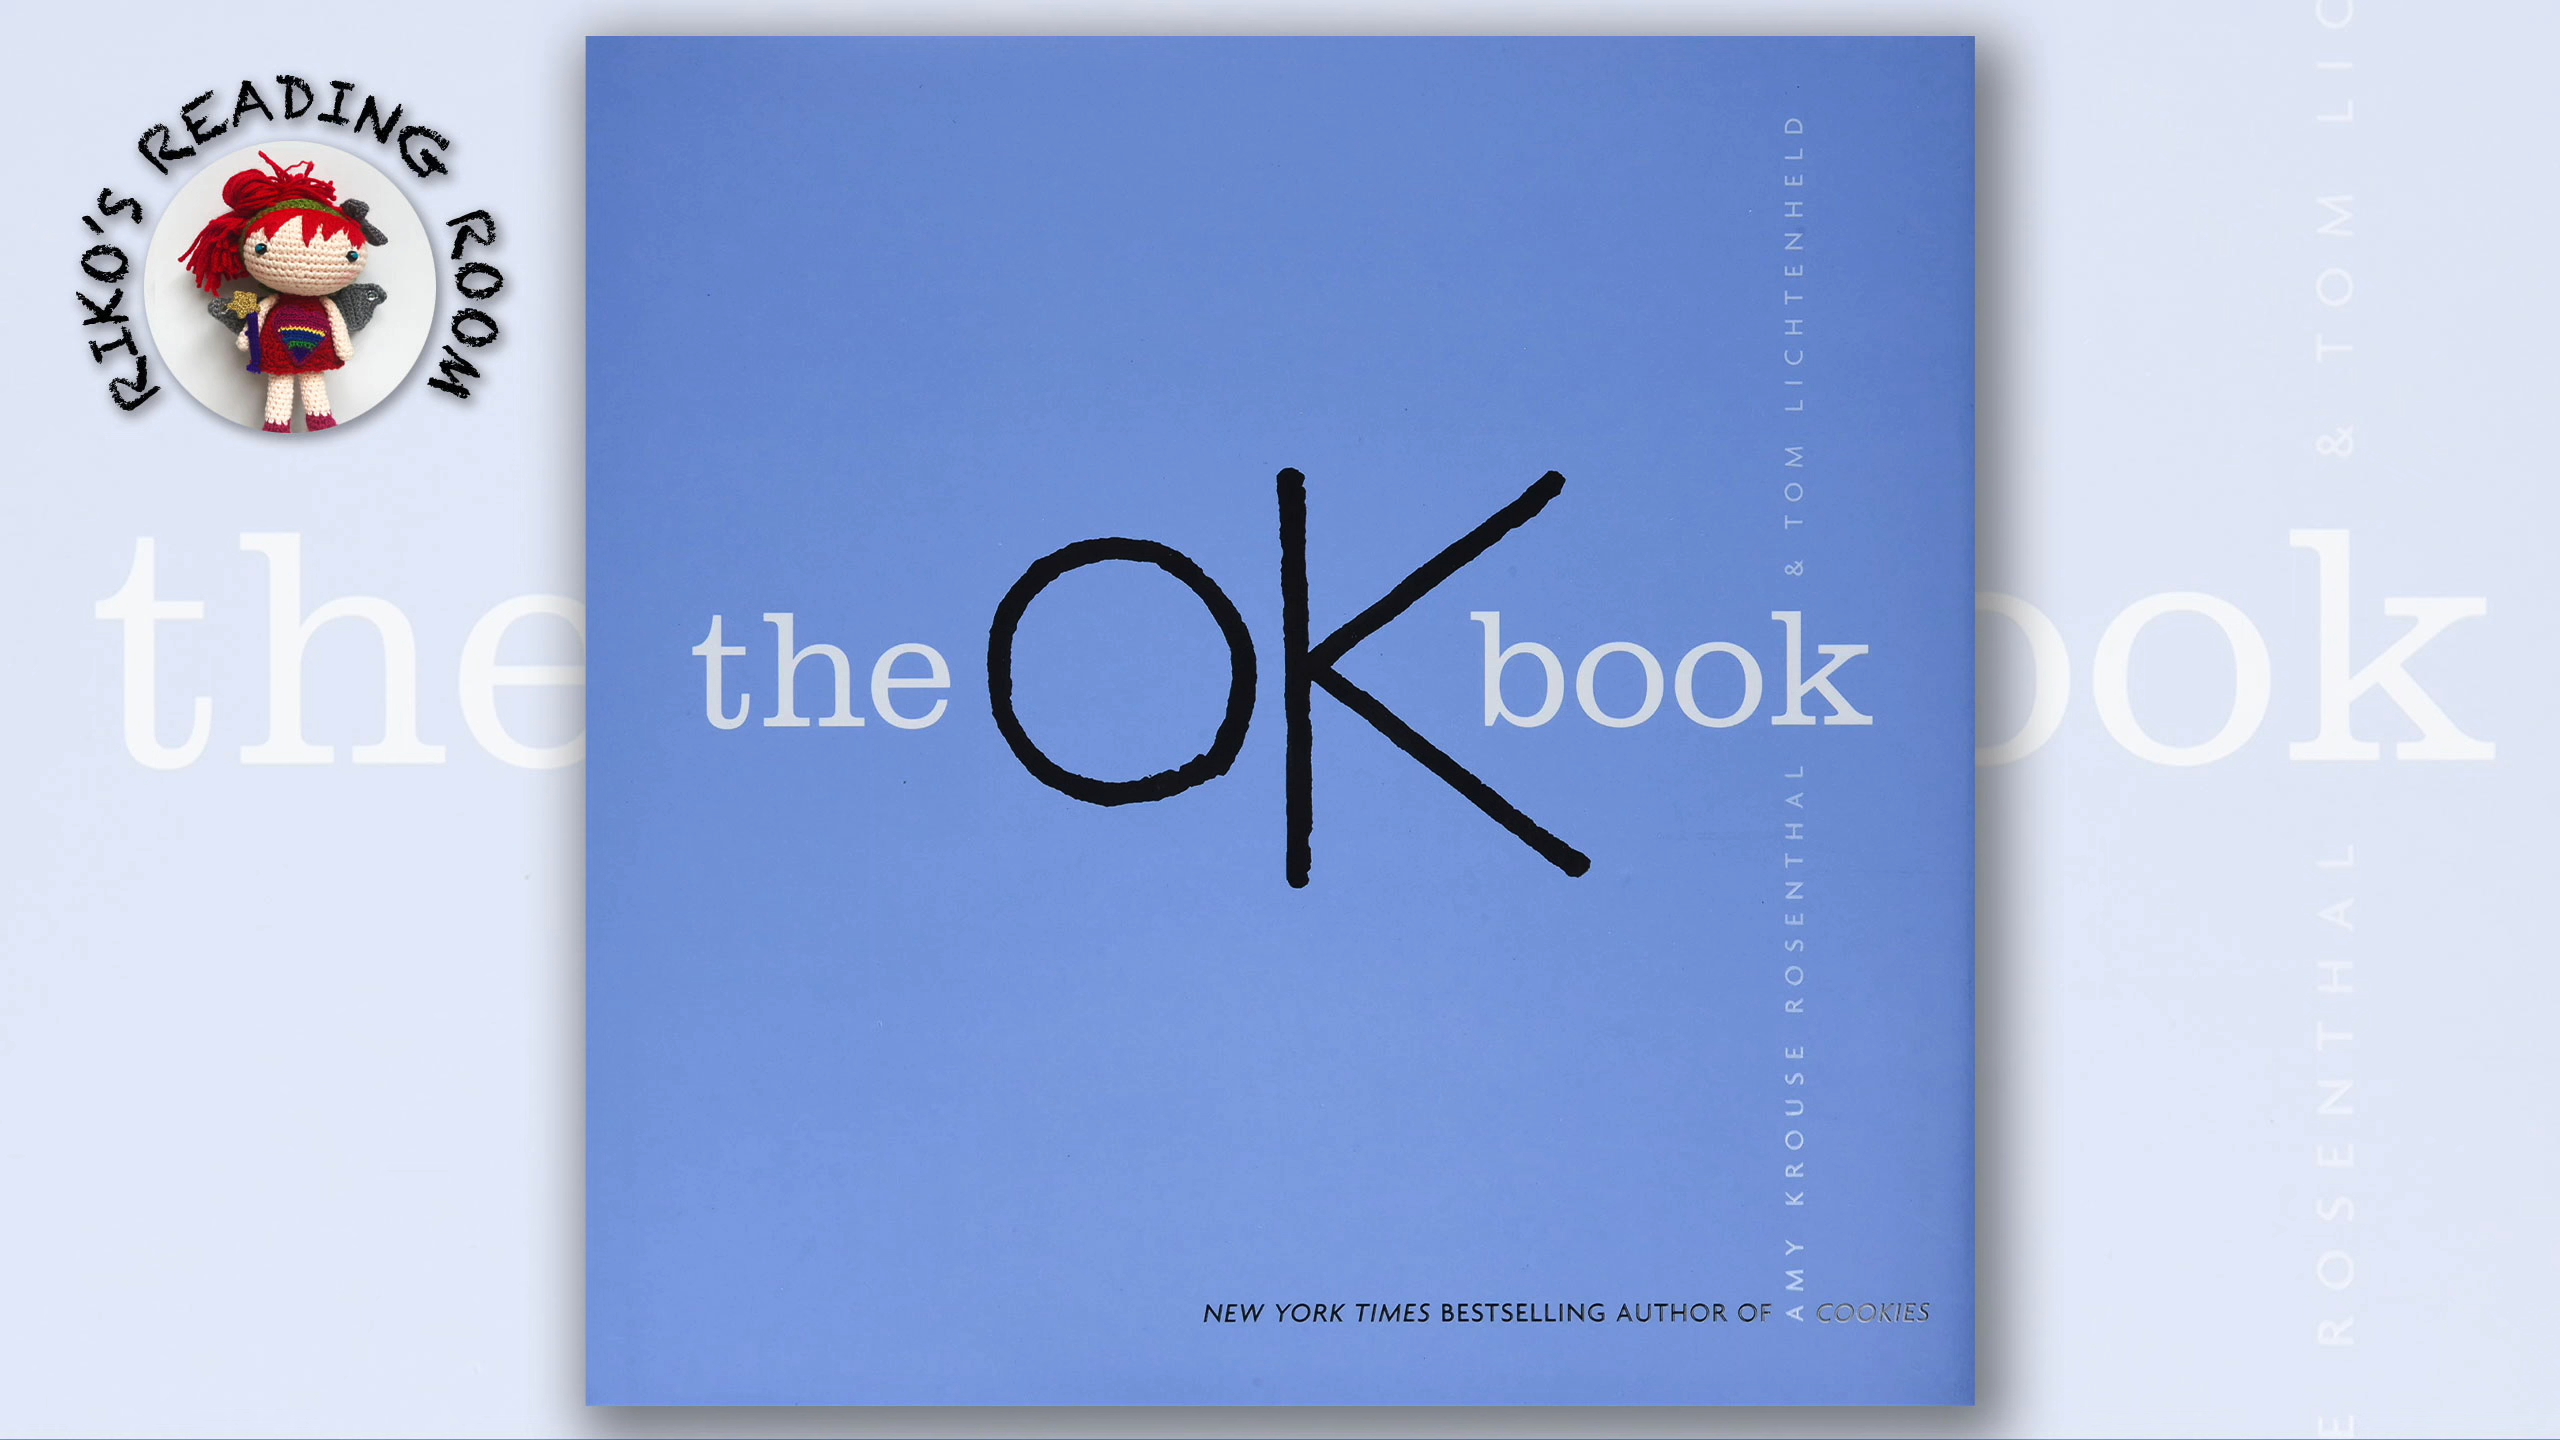 RIKO'S READING ROOM
the OK book
AMY KROUSE ROSENTHAL & TOM LICHTENHELD
NEW YORK TIMES BESTSELLING AUTHOR OF COOKIES
the
ook
E ROSENTHAL & TOM LIC